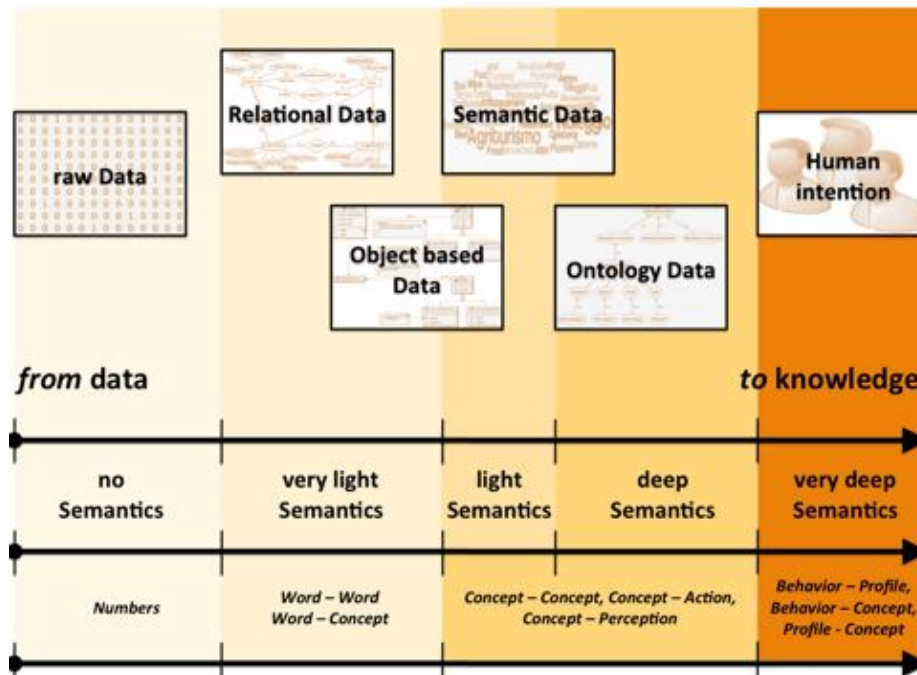 Relational Data
Semantic Data
Agriturismo
Noleggio
raw Data
Human
intention
Object based
Data
Ontology Data
from data
to knowledge
no
Semantics
very light
Semantics
light
Semantics
deep
Semantics
very deep
Semantics
Numbers
Word – Word
Word – Concept
Concept – Concept, Concept – Action,
Concept – Perception
Behavior – Profile,
Behavior – Concept,
Profile - Concept